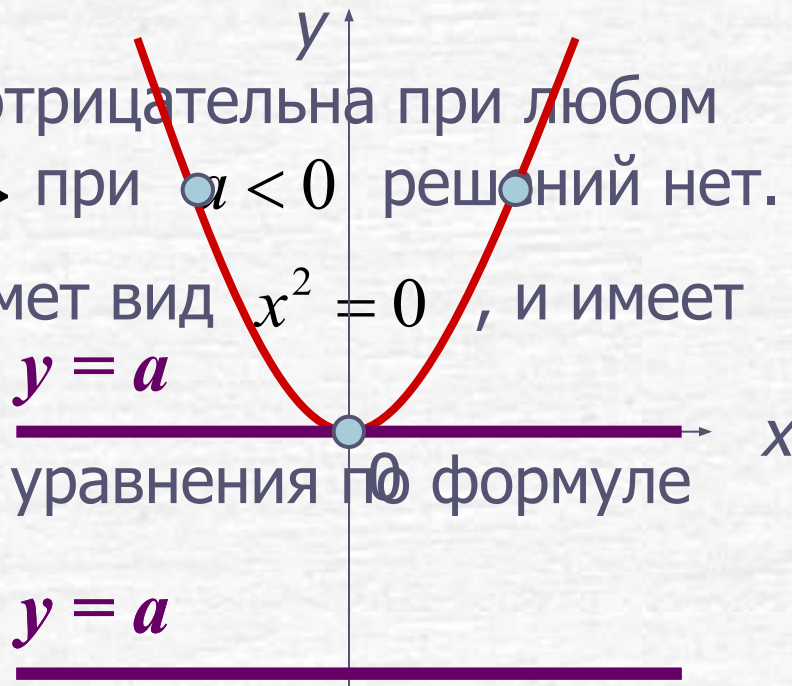 y
отрицательна при любом
при a < 0 решений нет.
мет вид x² = 0 , и имеет
y = a
x
0
уравнения по формуле
y = a